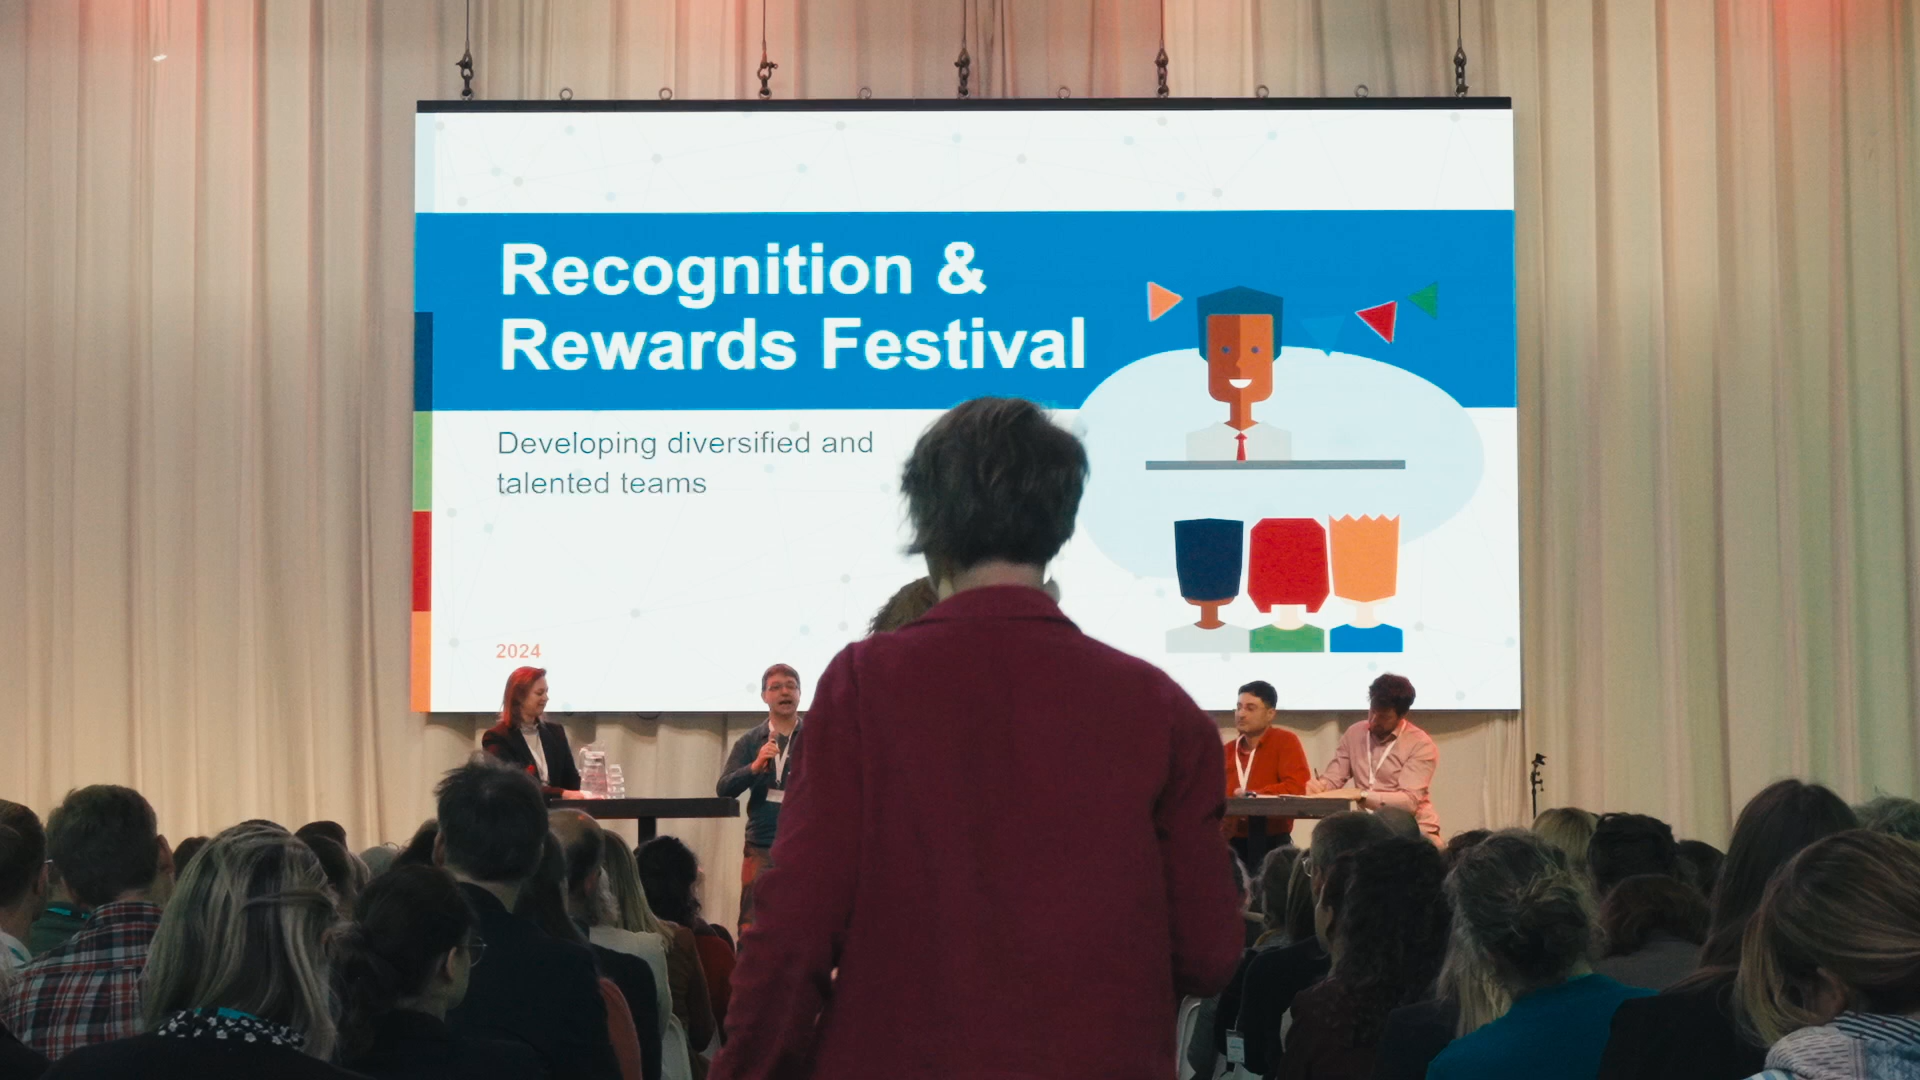 Recognition &
Rewards Festival
Developing diversified and
talented teams
2024